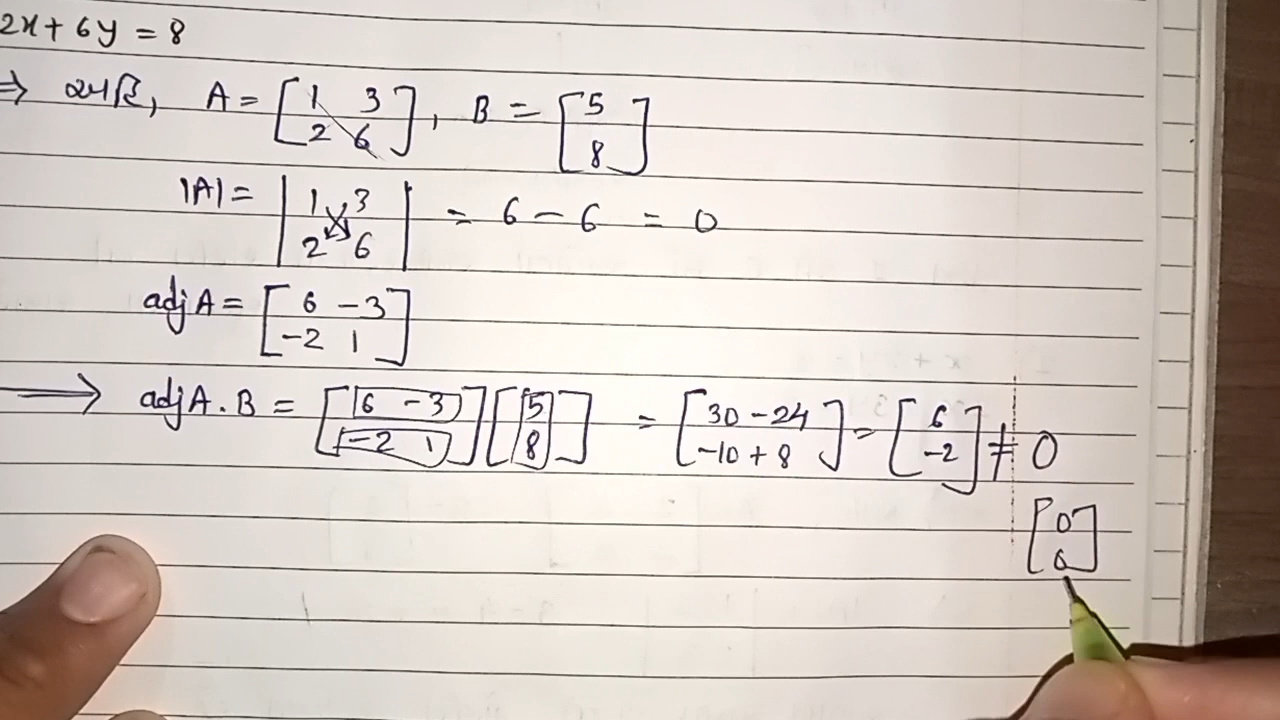 2x + 6y = 8
⇒ यहाँ, A = [1 3; 2 6], B = [5; 8]
|A| = |1 3; 2 6| = 6 - 6 = 0
adj A = [6 -3; -2 1]
⟹ adj A . B = [6 -3; -2 1] [5; 8] = [30 - 24; -10 + 8] = [6; -2] ≠ 0
[0; 0]